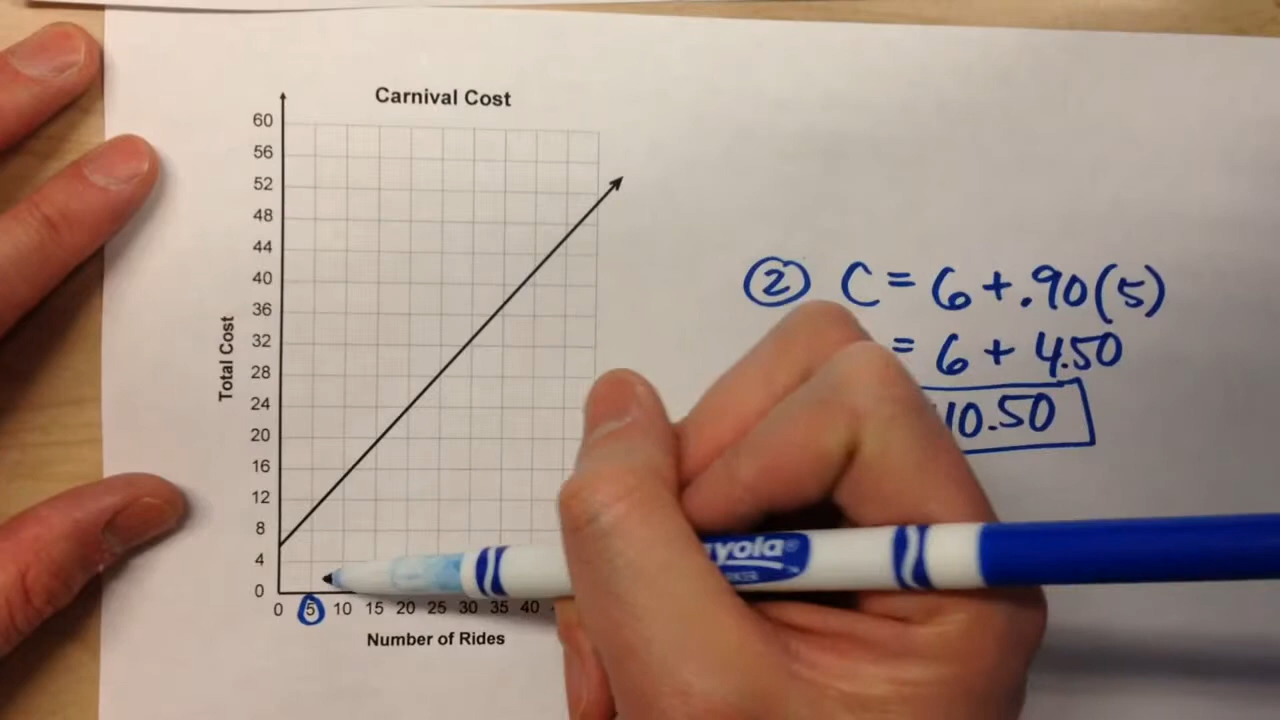 Carnival Cost
60
56
52
48
44
40
36
32
28
24
20
16
12
8
4
0
Total Cost
0 5 10 15 20 25 30 35 40
Number of Rides
② C = 6 + .90(5)
= 6 + 4.50
10.50
yola®